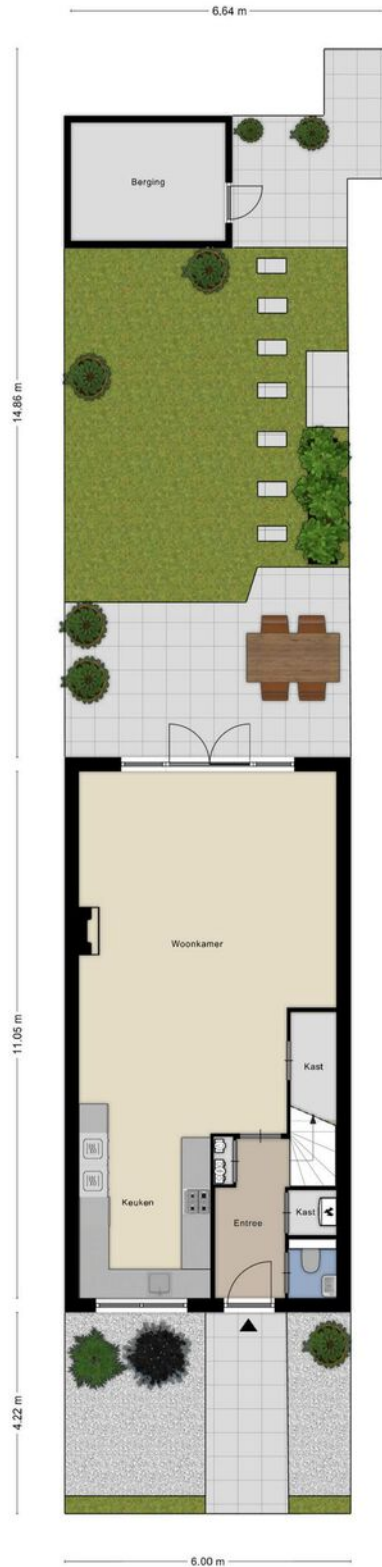 6.64 m
Berging
14.86 m
Woonkamer
11.05 m
Kast
Keuken
Entree
Kast
4.22 m
6.00 m